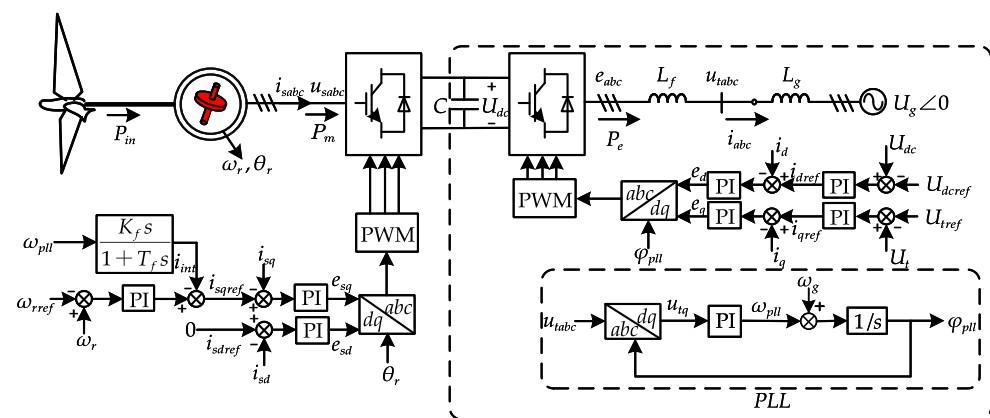 P_in
ω_r, θ_r
i_sabc
u_sabc
P_m
C
+
U_dc
−
e_abc
P_e
L_f
u_tabc
i_abc
L_g
U_g∠0
PWM
e_d
e_q
abc
dq
φ_pll
PI
PI
i_d
i_dref
i_q
i_qref
PI
PI
U_dc
U_dcref
U_tref
U_t
PWM
ω_pll
K_f s
1 + T_f s
i_int
ω_rref
ω_r
PI
i_sqref
i_sq
PI
e_sq
0
i_sdref
i_sd
PI
e_sd
abc
dq
θ_r
u_tabc
dq
abc
u_tq
PI
ω_pll
ω_g
1/s
φ_pll
PLL